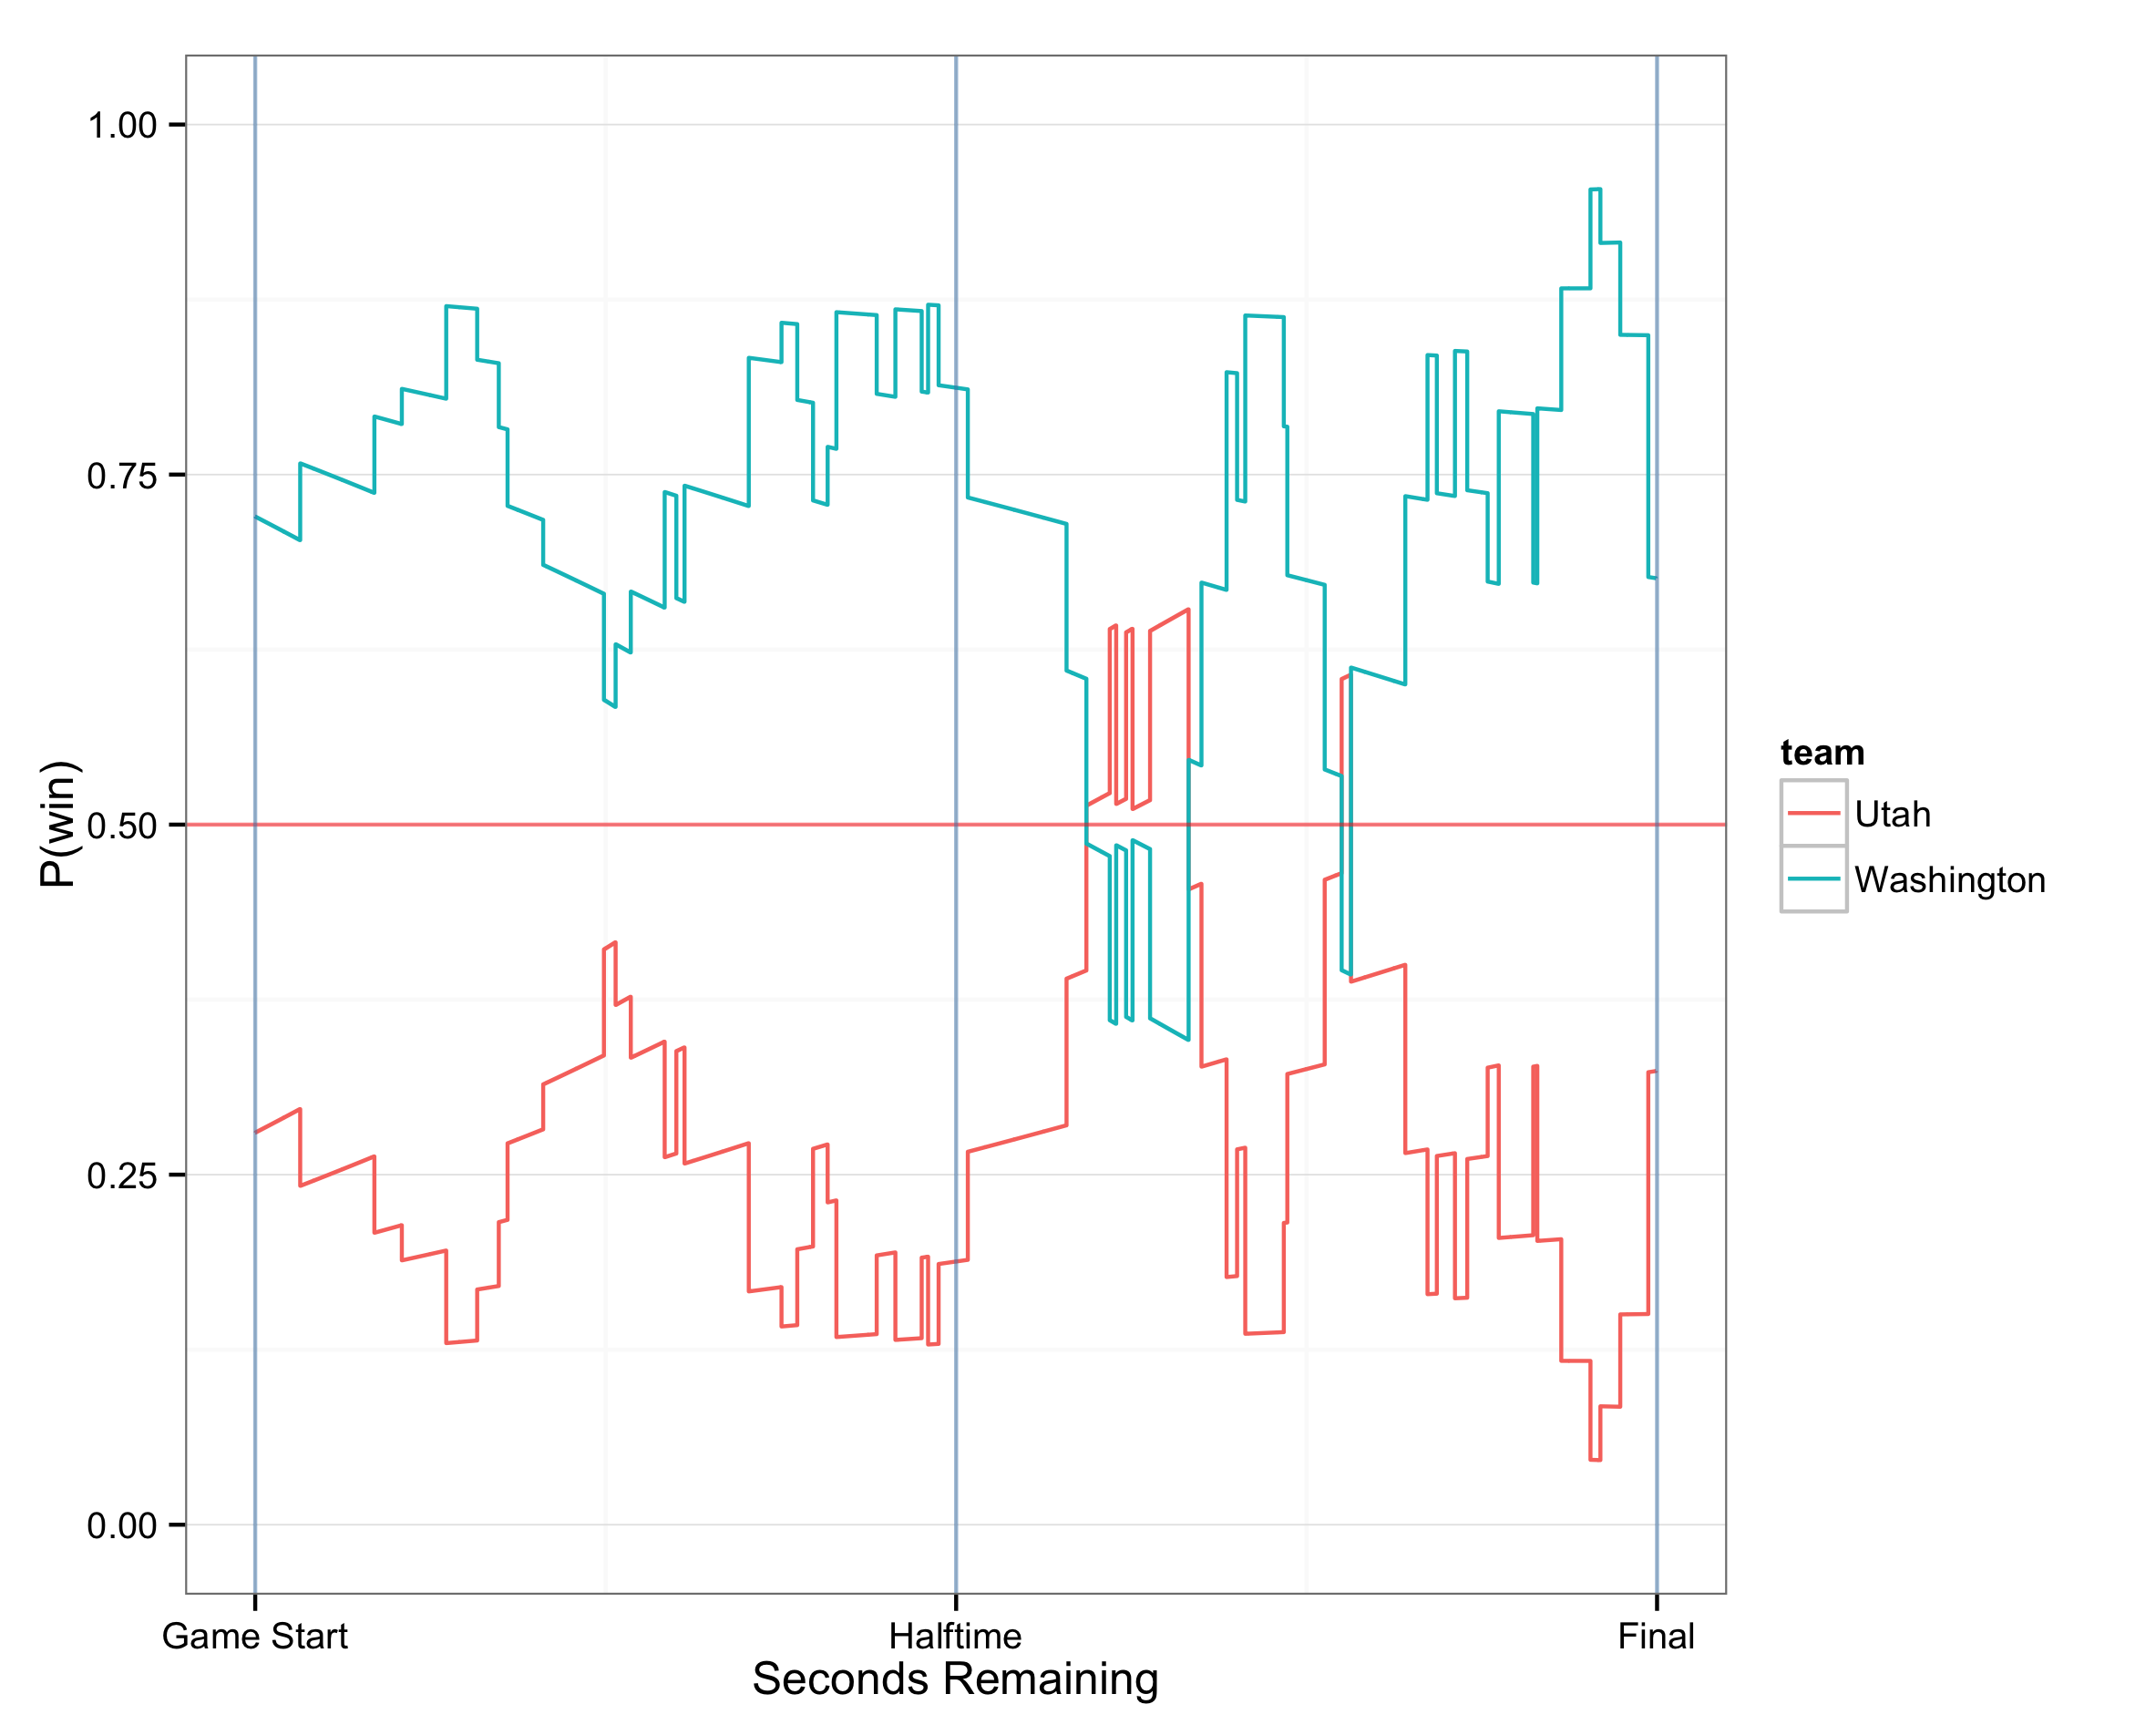 1.00
0.75
0.50
0.25
0.00
P(win)
Game Start
Halftime
Final
Seconds Remaining
team
Utah
Washington